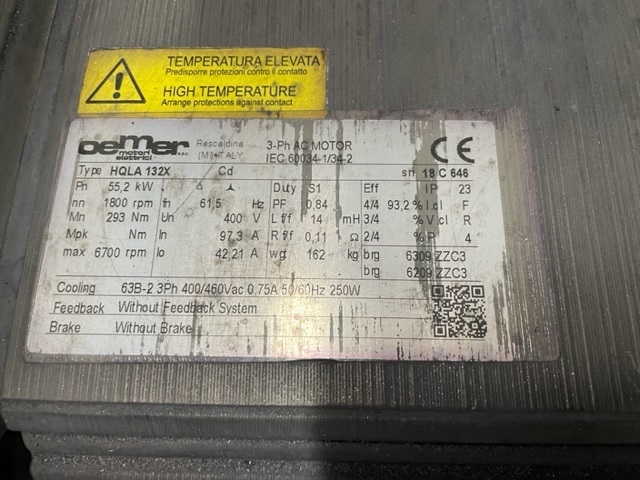 TEMPERATURA ELEVATA
Predisporre protezioni contro il contatto
HIGH TEMPERATURE
Arrange protections against contact
oemer s.p.a. Rescaldina 3-Ph AC MOTOR CE
motori elettrici (MI) ITALY IEC 60034-1/34-2
Type HQLA 132X Cd sn 18 C 646
Pn 55,2 kW Duty S1 Eff IP 23
nn 1800 rpm fn 61,5 Hz PF 0,84 4/4 93,2 % I.cl F
Mn 293 Nm Un 400 V L f/f 14 mH 3/4 % V.cl R
Mpk Nm In 97,3 A R f/f 0,11 Ω 2/4 % P 4
max 6700 rpm Io 42,21 A wgt 162 kg brg 6309 ZZC3
brg 6209 ZZC3
Cooling 63B-2 3Ph 400/460Vac 0.75A 50/60Hz 250W
Feedback Without Feedback System
Brake Without Brake